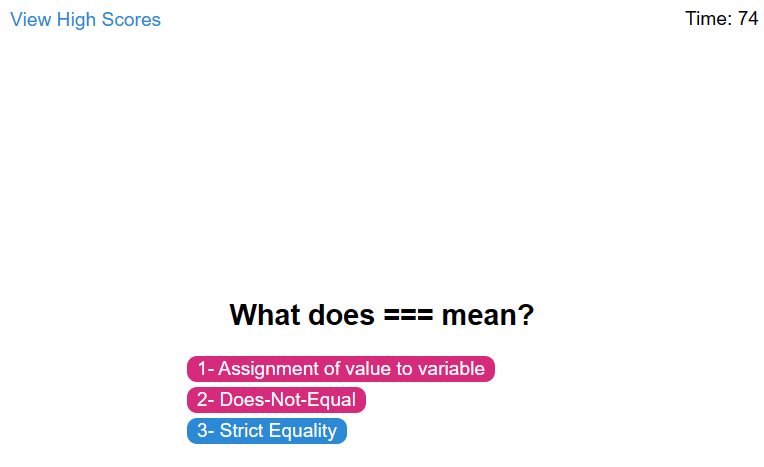 View High Scores
Time: 74
What does === mean?
1- Assignment of value to variable
2- Does-Not-Equal
3- Strict Equality